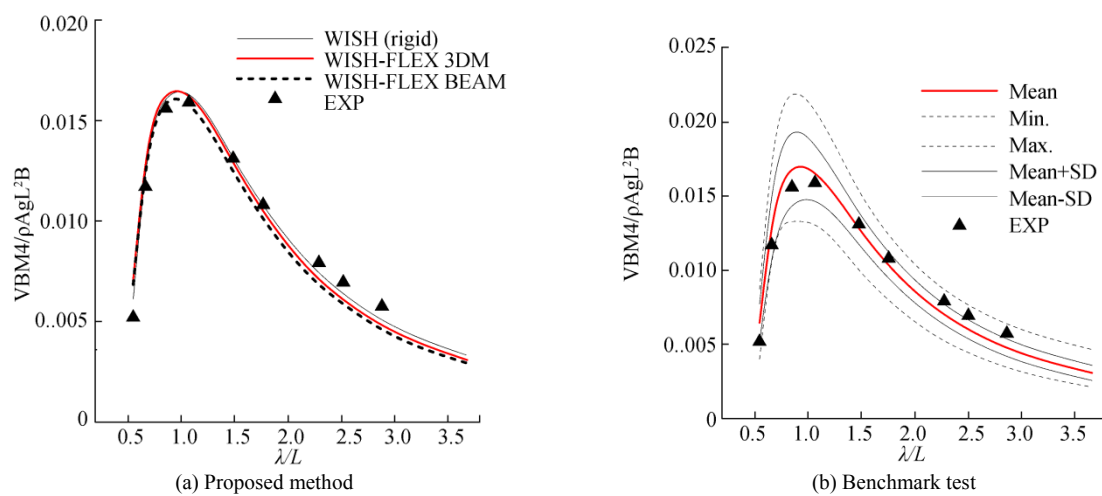 0.020
WISH (rigid)
WISH-FLEX 3DM
WISH-FLEX BEAM
EXP
0.015
VBM4/ρAgL²B
0.010
0..005
0
0.5 1.0 1.5 2.0 2.5 3.0 3.5
λ/L
(a) Proposed method
0.025
Mean
Min.
Max.
Mean+SD
Mean-SD
EXP
0.020
0.015
VBM4/ρAgL²B
0.010
0..005
0
0.5 1.0 1.5 2.0 2.5 3.0 3.5
λ/L
(b) Benchmark test